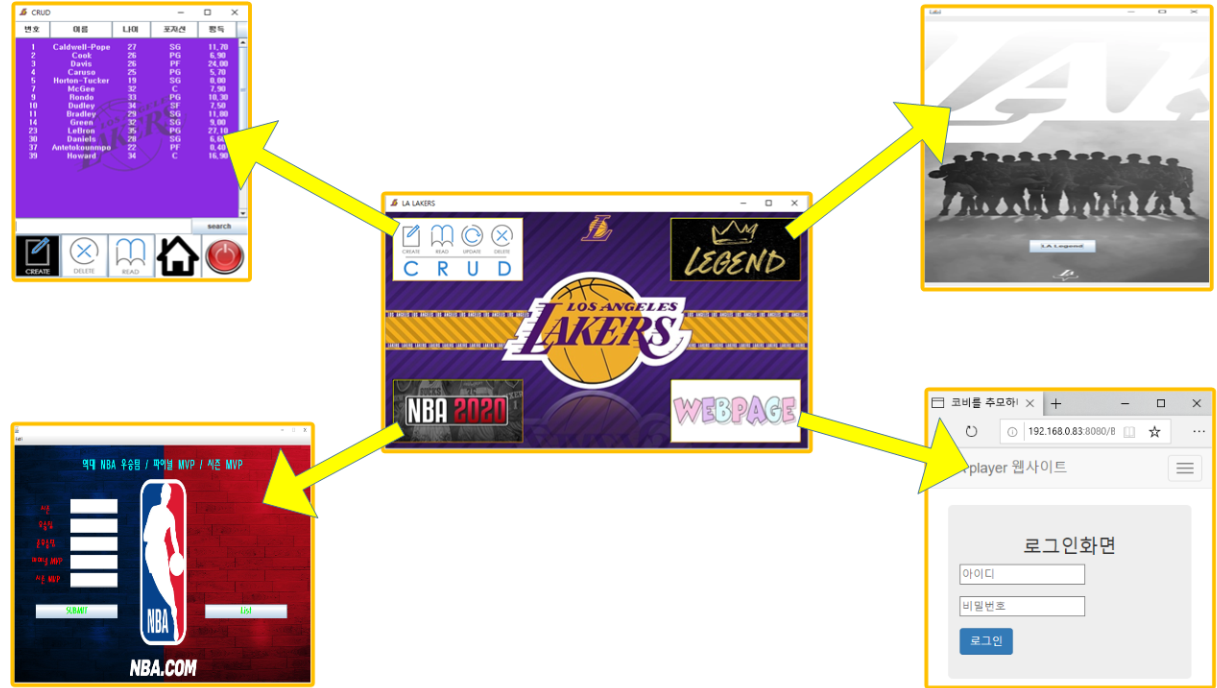 CRUD
번호 이름 나이 포지션 평득
1 Caldwell-Pope 27 SG 11,70
2 Cook 26 PG 6,90
3 Davis 26 PF 24,00
4 Caruso 25 PG 5,70
5 Horton-Tucker 19 SG 0,00
7 McGee 32 C 7,90
9 Rondo 33 PG 10,30
10 Dudley 34 SF 7,50
11 Bradley 29 SG 11,80
14 Green 32 SG 9,00
23 LeBron 35 PG 27,10
30 Daniels 28 SG 6,60
37 Antetokounmpo 22 PF 0,40
39 Howard 34 C 16,90
LOS ANGELES
LAKERS
search
CREATE DELETE READ
LA LAKERS
CREATE READ UPDATE DELETE
C R U D
LEGEND
LOS ANGELES
LAKERS
NBA 2020
WEBPAGE
LAK
LA Legend
역대 NBA 우승팀 / 파이널 MVP / 시즌 MVP
시즌
우승팀
준우승팀
파이널 MVP
시즌 MVP
SUBMIT
List
NBA
NBA.COM
코비를 추모하
192.168.0.83:8080/B
player 웹사이트
로그인화면
아이디
비밀번호
로그인